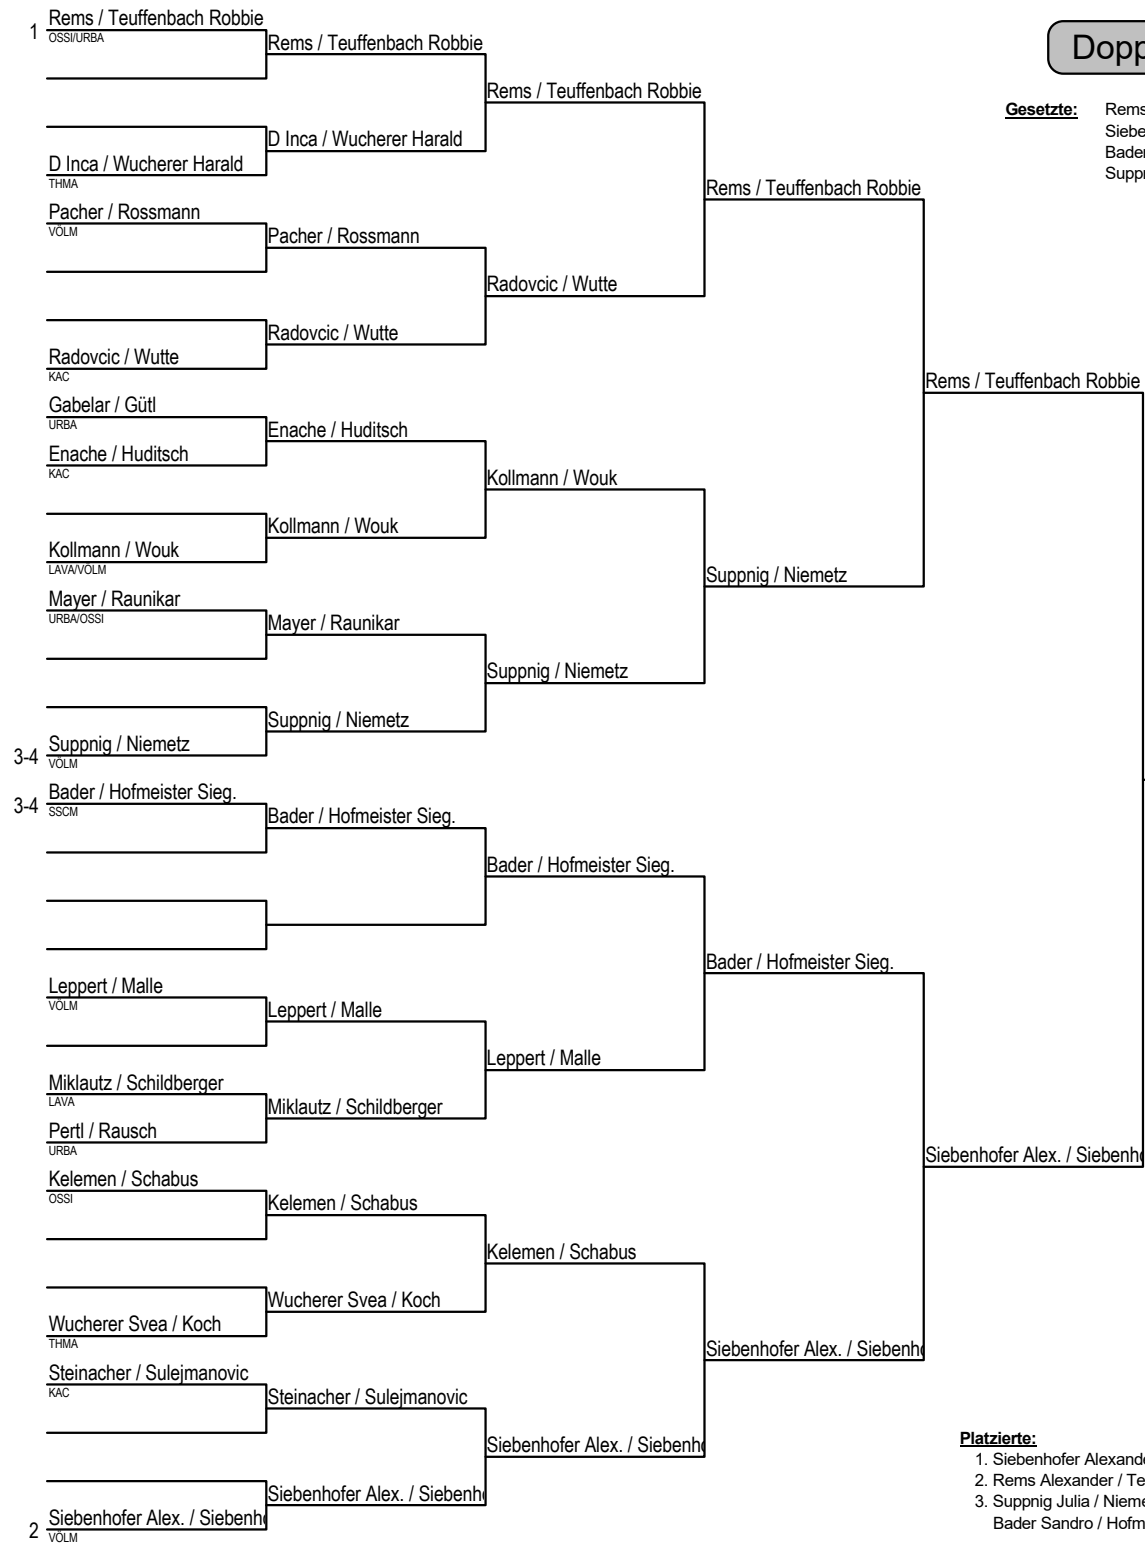 Rems / Teuffenbach Robbie
1
OSSI/URBA
Rems / Teuffenbach Robbie
Rems / Teuffenbach Robbie
D Inca / Wucherer Harald
D Inca / Wucherer Harald
THMA
Rems / Teuffenbach Robbie
Pacher / Rossmann
VÖLM
Pacher / Rossmann
Radovcic / Wutte
Radovcic / Wutte
Radovcic / Wutte
KAC
Rems / Teuffenbach Robbie
Gabelar / Gütl
URBA
Enache / Huditsch
Enache / Huditsch
KAC
Kollmann / Wouk
Kollmann / Wouk
Kollmann / Wouk
LAVA/VÖLM
Suppnig / Niemetz
Mayer / Raunikar
URBA/OSSI
Mayer / Raunikar
Suppnig / Niemetz
Suppnig / Niemetz
3-4 Suppnig / Niemetz
VÖLM
3-4 Bader / Hofmeister Sieg.
SSCM
Bader / Hofmeister Sieg.
Bader / Hofmeister Sieg.
Bader / Hofmeister Sieg.
Leppert / Malle
VÖLM
Leppert / Malle
Leppert / Malle
Miklautz / Schildberger
LAVA
Miklautz / Schildberger
Pertl / Rausch
URBA
Siebenhofer Alex. / Siebenh
Kelemen / Schabus
OSSI
Kelemen / Schabus
Kelemen / Schabus
Wucherer Svea / Koch
Wucherer Svea / Koch
THMA
Siebenhofer Alex. / Siebenh
Steinacher / Sulejmanovic
KAC
Steinacher / Sulejmanovic
Siebenhofer Alex. / Siebenh
Siebenhofer Alex. / Siebenh
2 Siebenhofer Alex. / Siebenh
VÖLM
Dopp
Gesetzte: Rems
Siebe
Bader
Supp
Platzierte:
1. Siebenhofer Alexand
2. Rems Alexander / Te
3. Suppnig Julia / Nieme
Bader Sandro / Hofm